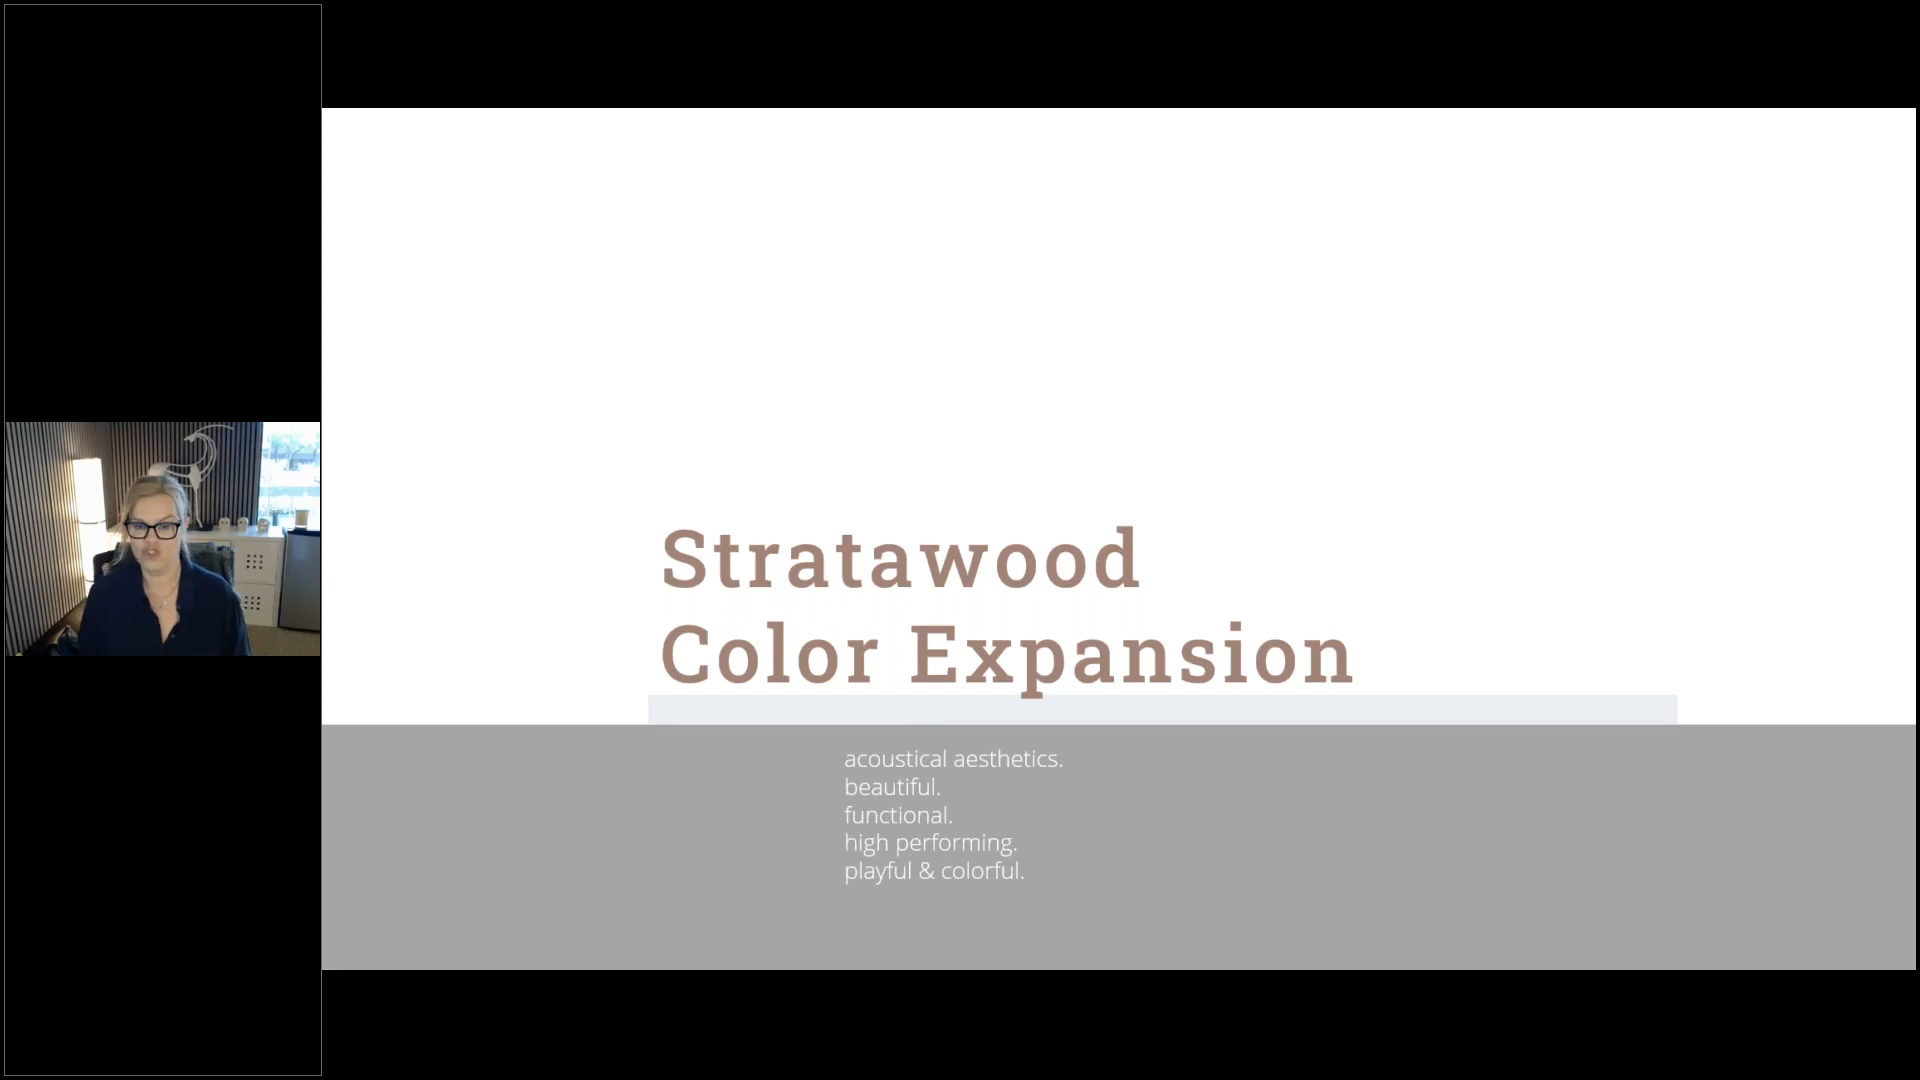 Stratawood
Color Expansion
acoustical aesthetics.
beautiful.
functional.
high performing.
playful & colorful.